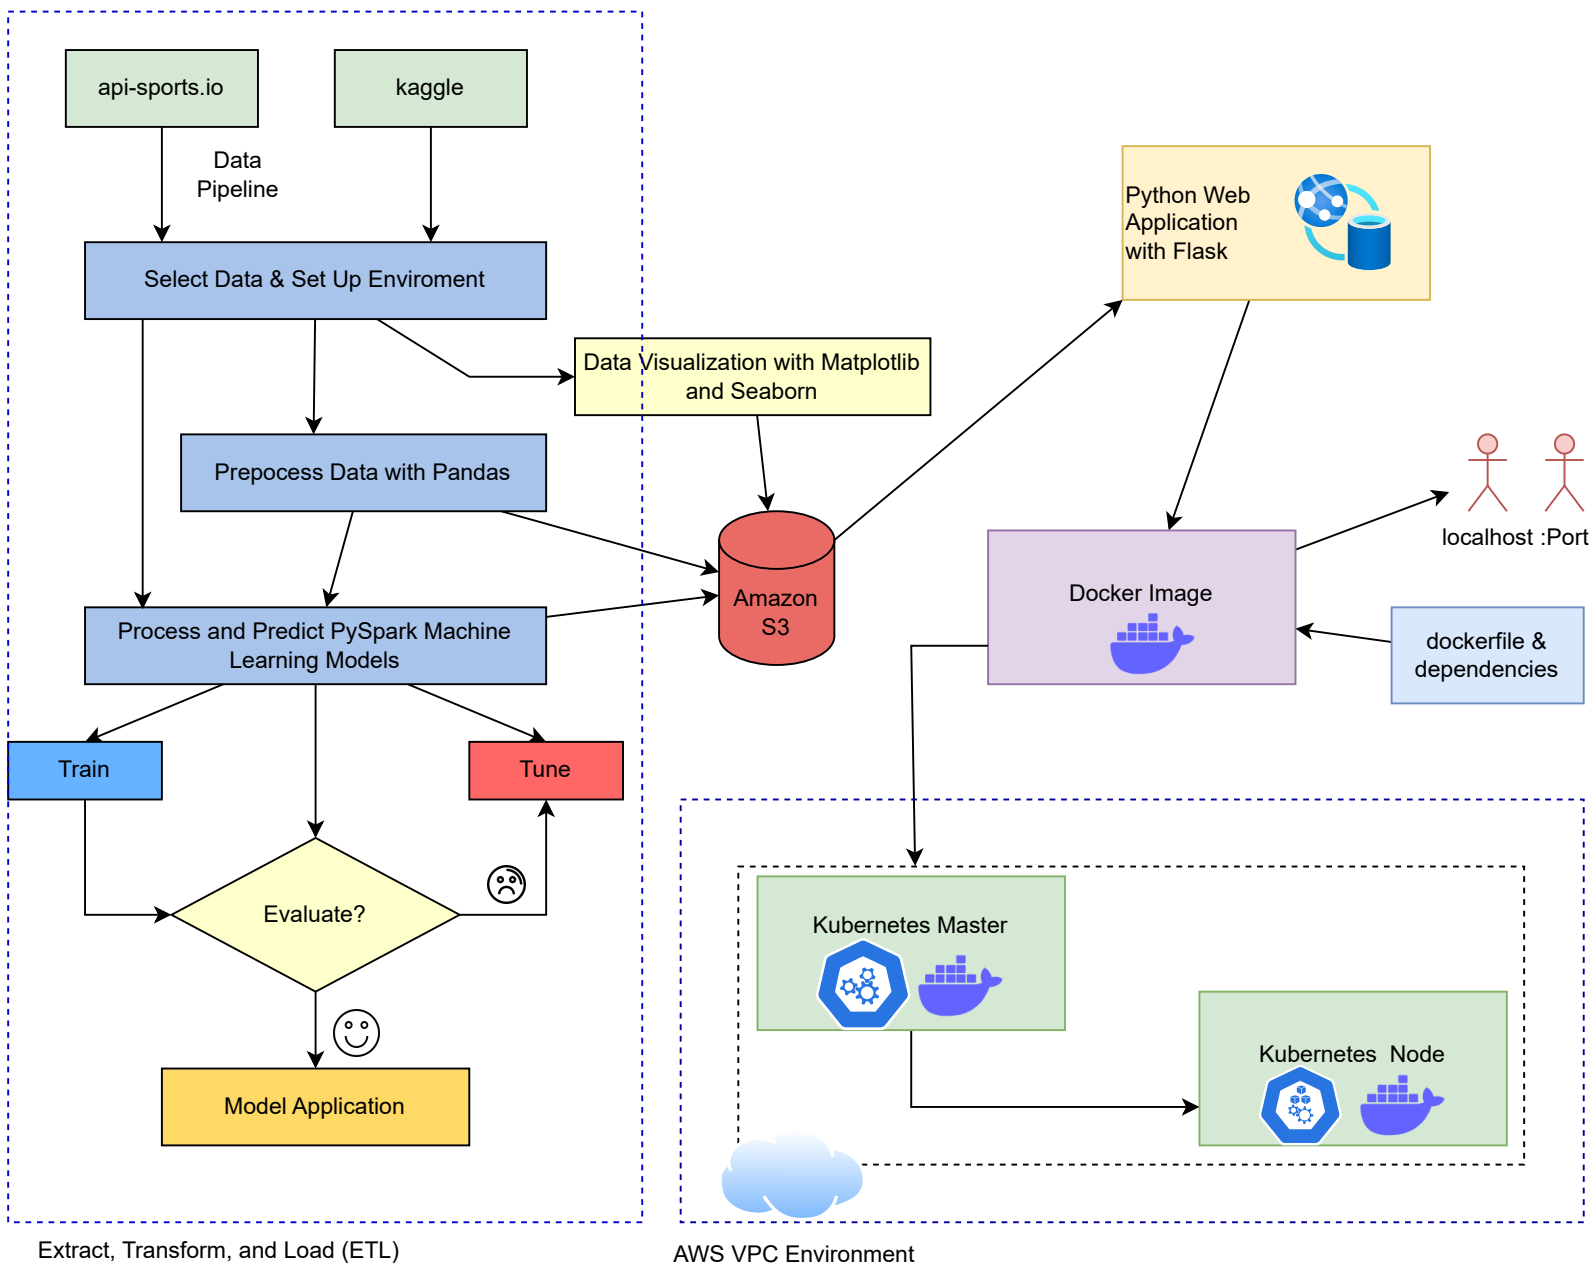 api-sports.io
kaggle
Data
Pipeline
Select Data & Set Up Enviroment
Data Visualization with Matplotlib
and Seaborn
Prepocess Data with Pandas
Process and Predict PySpark Machine
Learning Models
Train
Tune
Evaluate?
Model Application
Extract, Transform, and Load (ETL)
Amazon
S3
Python Web
Application
with Flask
localhost :Port
Docker Image
dockerfile &
dependencies
Kubernetes Master
Kubernetes  Node
AWS VPC Environment